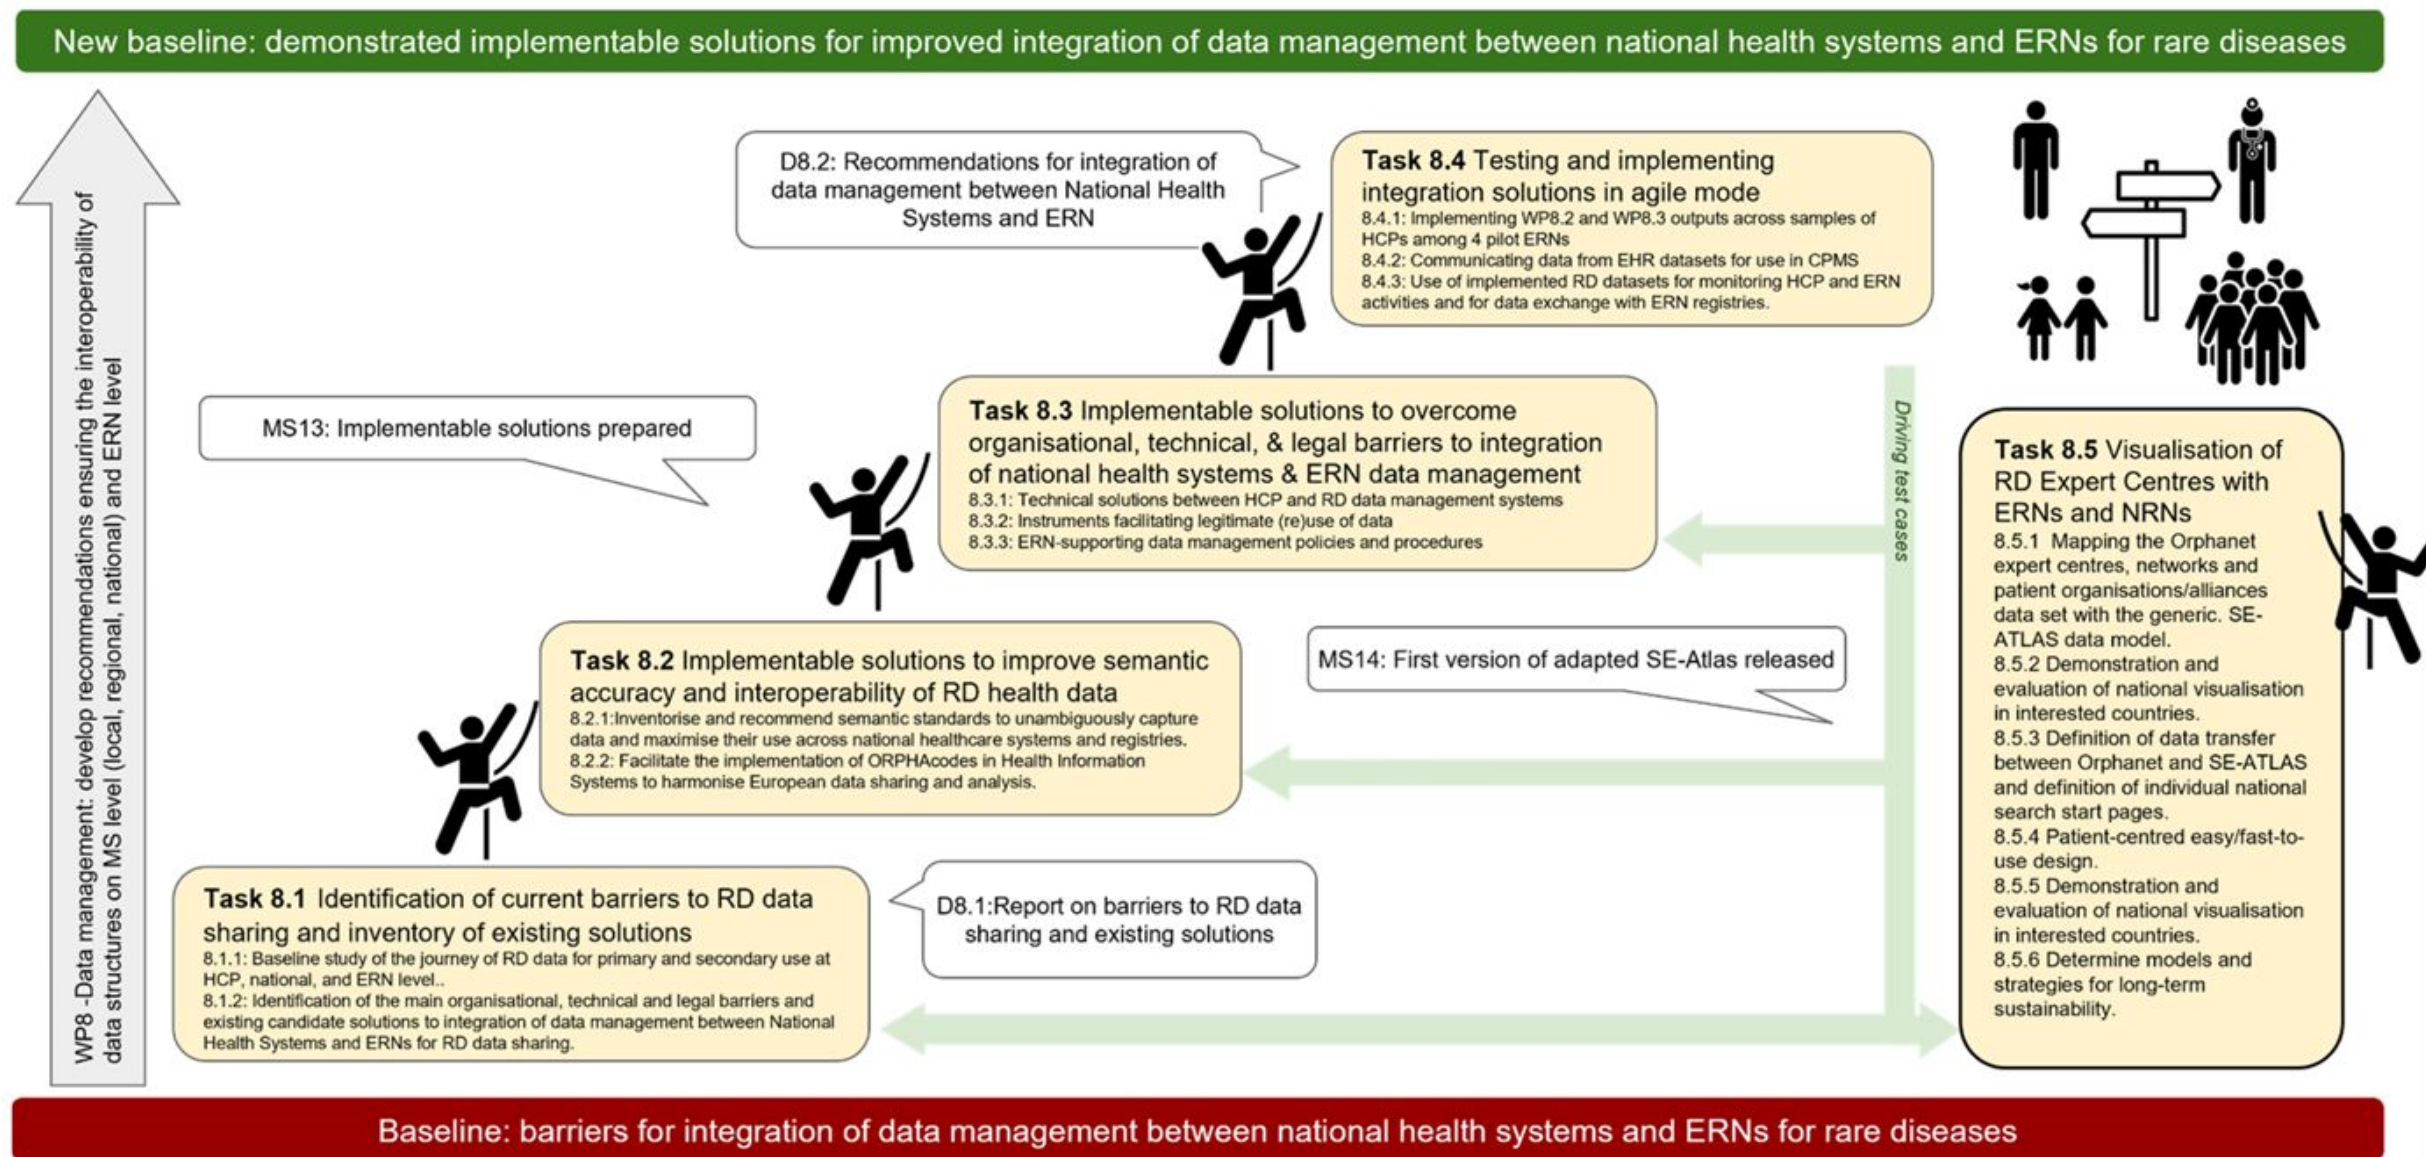 New baseline: demonstrated implementable solutions for improved integration of data management between national health systems and ERNs for rare diseases
WP8 -Data management: develop recommendations ensuring the interoperability of
data structures on MS level (local, regional, national) and ERN level
D8.2: Recommendations for integration of
data management between National Health
Systems and ERN
Task 8.4 Testing and implementing
integration solutions in agile mode
8.4.1: Implementing WP8.2 and WP8.3 outputs across samples of
HCPs among 4 pilot ERNs
8.4.2: Communicating data from EHR datasets for use in CPMS
8.4.3: Use of implemented RD datasets for monitoring HCP and ERN
activities and for data exchange with ERN registries.
MS13: Implementable solutions prepared
Task 8.3 Implementable solutions to overcome
organisational, technical, & legal barriers to integration
of national health systems & ERN data management
8.3.1: Technical solutions between HCP and RD data management systems
8.3.2: Instruments facilitating legitimate (re)use of data
8.3.3: ERN-supporting data management policies and procedures
Driving test cases
Task 8.5 Visualisation of
RD Expert Centres with
ERNs and NRNs
8.5.1 Mapping the Orphanet
expert centres, networks and
patient organisations/alliances
data set with the generic. SE-
ATLAS data model.
8.5.2 Demonstration and
evaluation of national visualisation
in interested countries.
8.5.3 Definition of data transfer
between Orphanet and SE-ATLAS
and definition of individual national
search start pages.
8.5.4 Patient-centred easy/fast-to-
use design.
8.5.5 Demonstration and
evaluation of national visualisation
in interested countries.
8.5.6 Determine models and
strategies for long-term
sustainability.
Task 8.2 Implementable solutions to improve semantic
accuracy and interoperability of RD health data
8.2.1:Inventorise and recommend semantic standards to unambiguously capture
data and maximise their use across national healthcare systems and registries.
8.2.2: Facilitate the implementation of ORPHAcodes in Health Information
Systems to harmonise European data sharing and analysis.
MS14: First version of adapted SE-Atlas released
Task 8.1 Identification of current barriers to RD data
sharing and inventory of existing solutions
8.1.1: Baseline study of the journey of RD data for primary and secondary use at
HCP, national, and ERN level..
8.1.2: Identification of the main organisational, technical and legal barriers and
existing candidate solutions to integration of data management between National
Health Systems and ERNs for RD data sharing.
D8.1:Report on barriers to RD data
sharing and existing solutions
Baseline: barriers for integration of data management between national health systems and ERNs for rare diseases